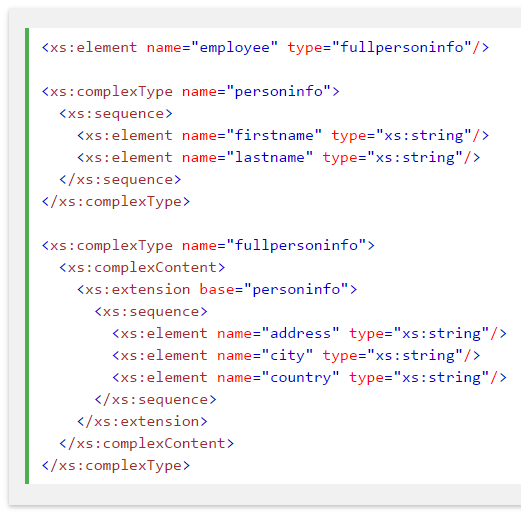 <xs:element name="employee" type="fullpersoninfo"/>

<xs:complexType name="personinfo">
  <xs:sequence>
    <xs:element name="firstname" type="xs:string"/>
    <xs:element name="lastname" type="xs:string"/>
  </xs:sequence>
</xs:complexType>

<xs:complexType name="fullpersoninfo">
  <xs:complexContent>
    <xs:extension base="personinfo">
      <xs:sequence>
        <xs:element name="address" type="xs:string"/>
        <xs:element name="city" type="xs:string"/>
        <xs:element name="country" type="xs:string"/>
      </xs:sequence>
    </xs:extension>
  </xs:complexContent>
</xs:complexType>